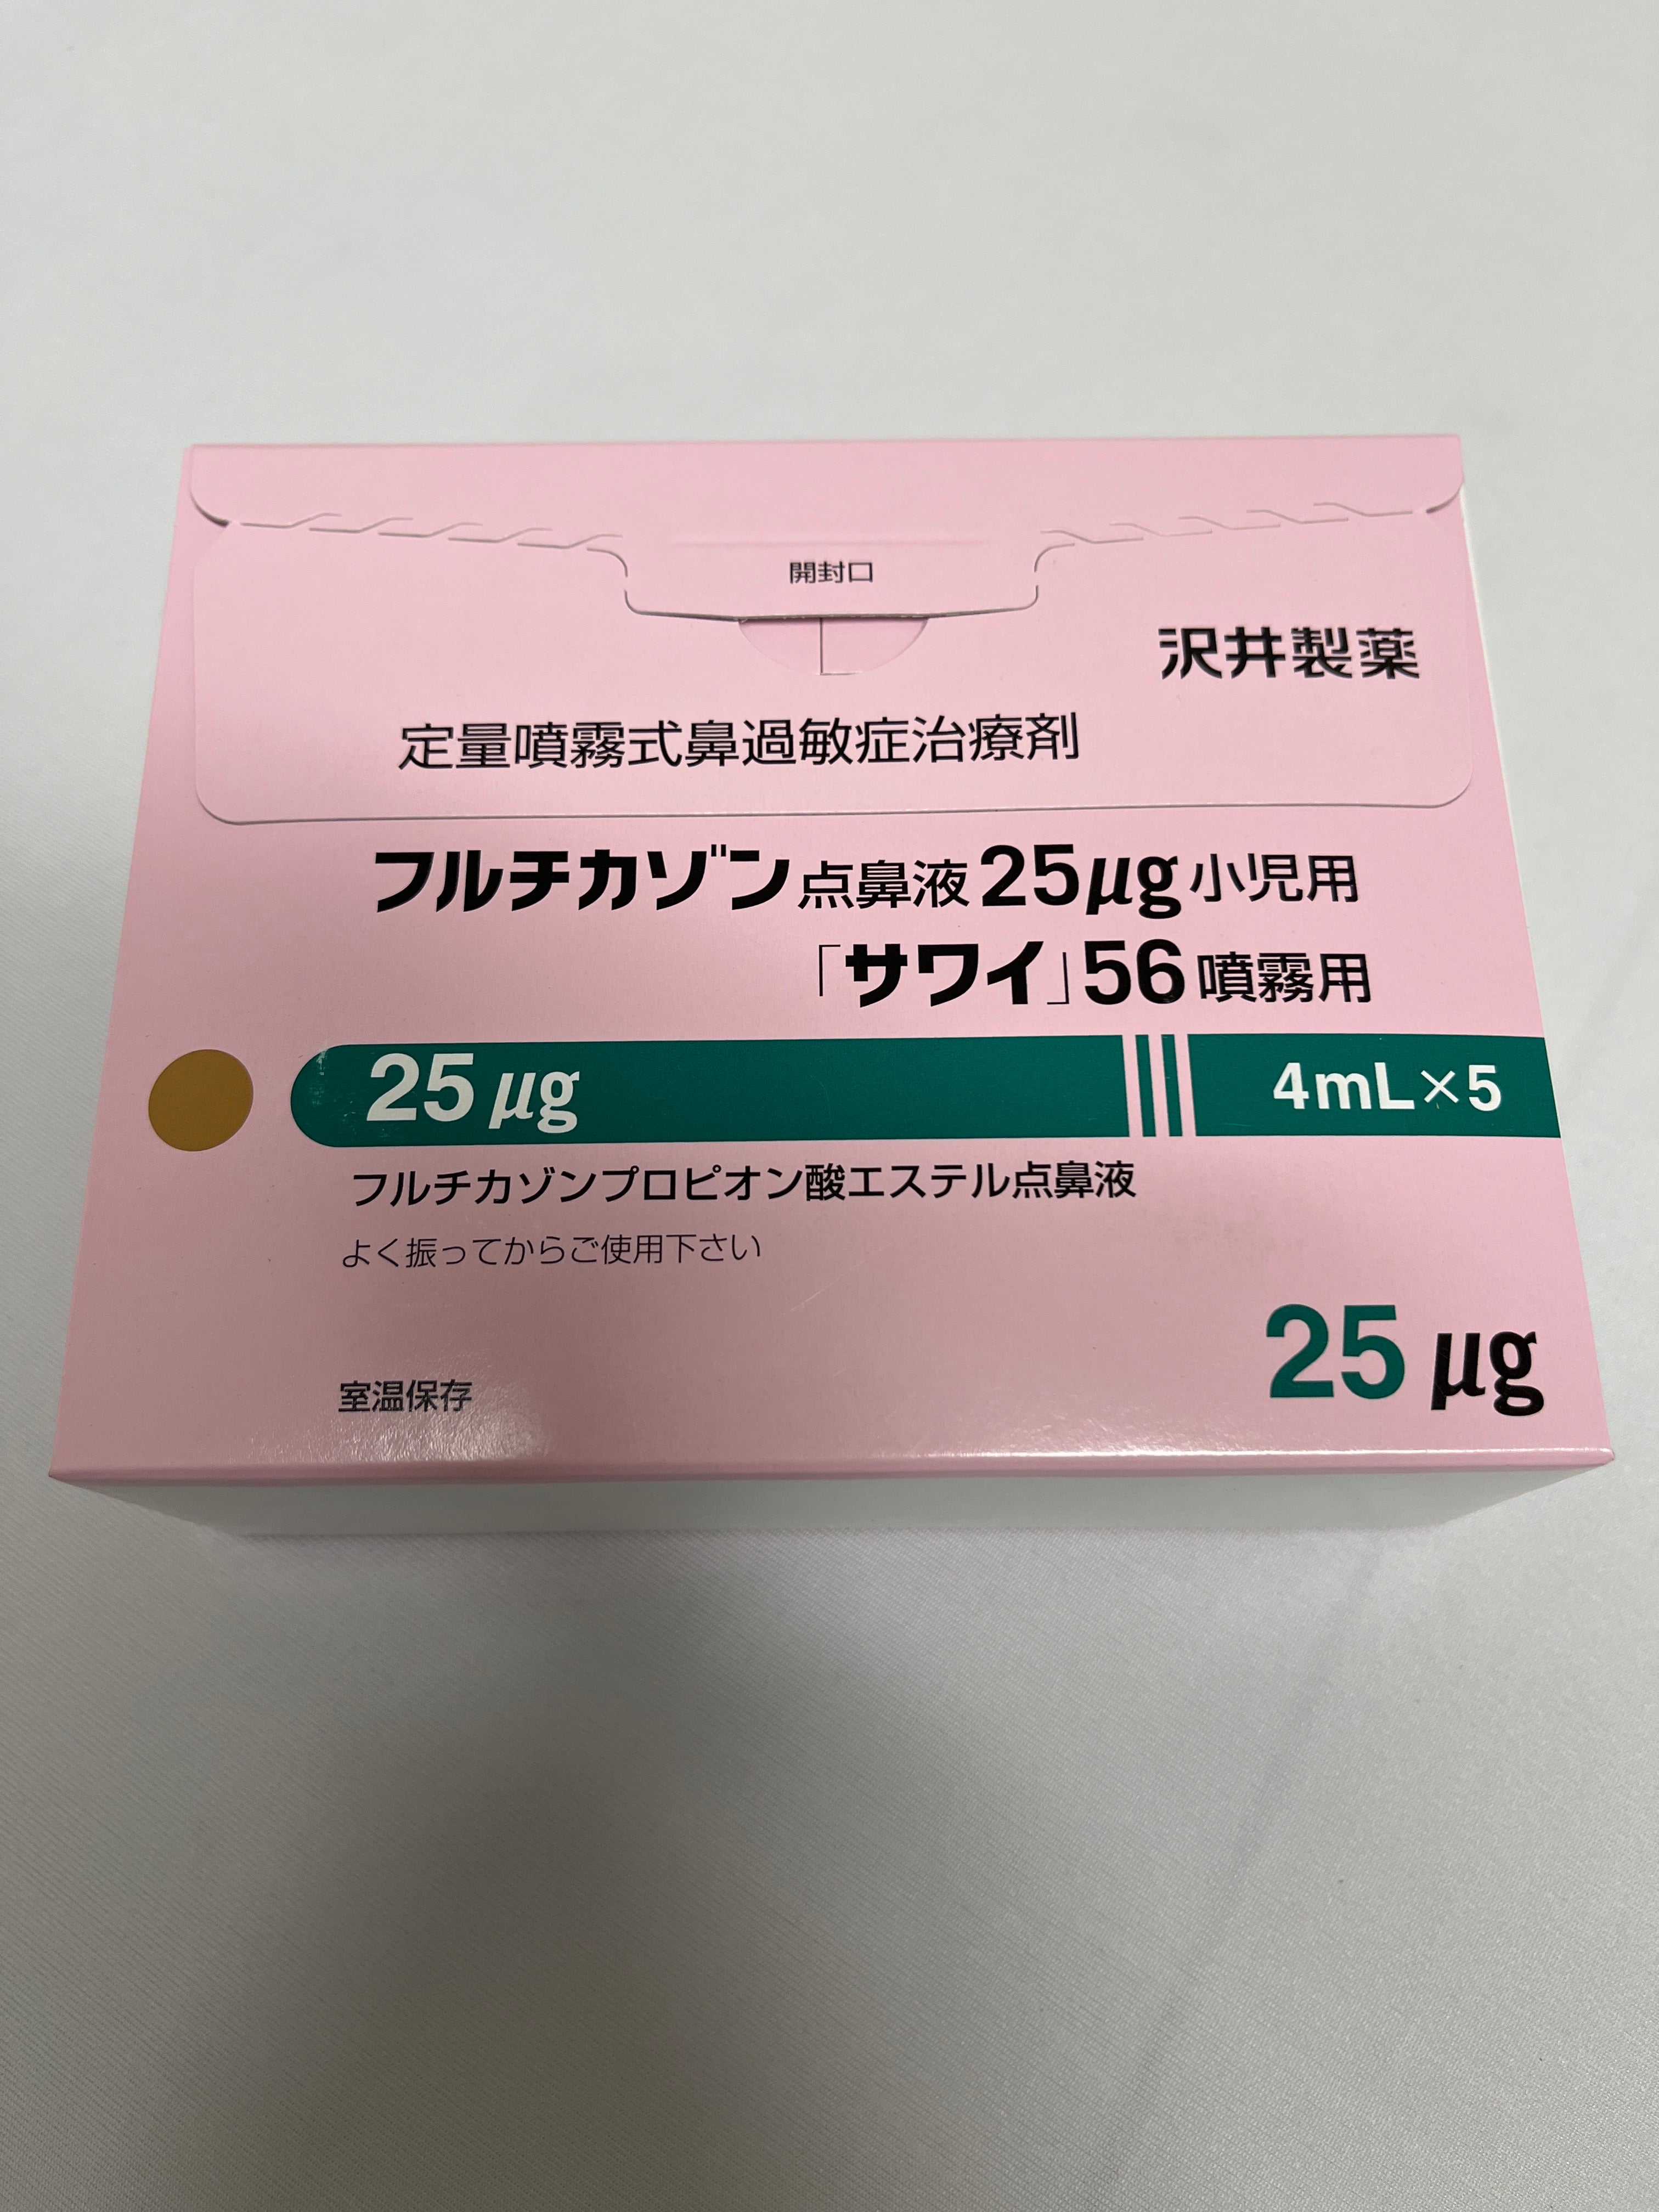 開封口
沢井製薬
定量噴霧式鼻過敏症治療剤
フルチカゾン点鼻液25μg小児用
「サワイ」56噴霧用
25μg 4mL×5
フルチカゾンプロピオン酸エステル点鼻液
よく振ってからご使用下さい
25μg
室温保存